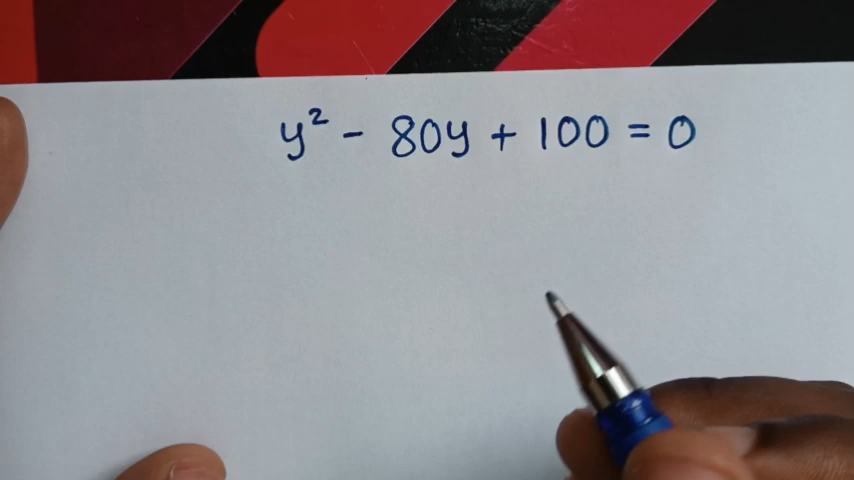 y² - 80y + 100 = 0